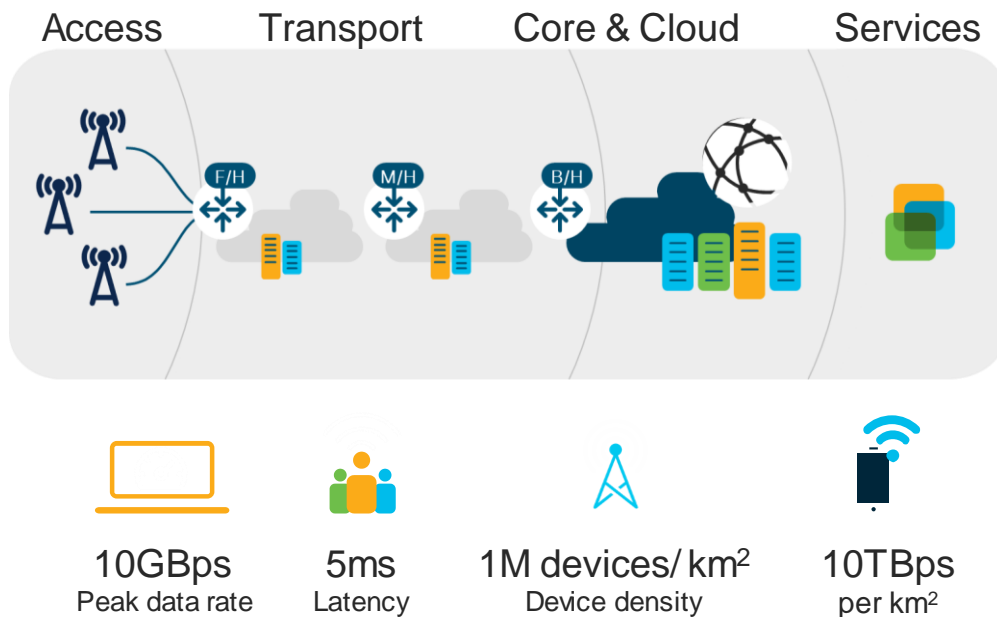 Access Transport Core & Cloud Services
F/H M/H B/H
10GBps 5ms 1M devices/ km² 10TBps
Peak data rate Latency Device density per km²